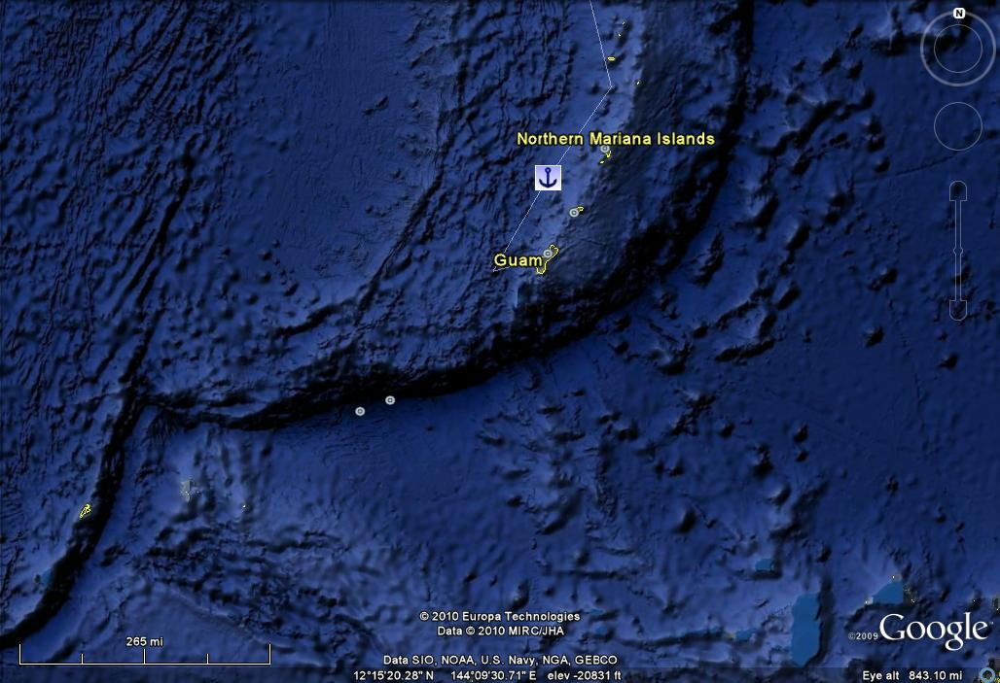 N
Northern Mariana Islands
Guam
© 2010 Europa Technologies
Data © 2010 MIRC/JHA
©2009 Google™
265 mi
Data SIO, NOAA, U.S. Navy, NGA, GEBCO
12°15'20.28" N 144°09'30.71" E elev -20831 ft Eye alt 843.10 mi